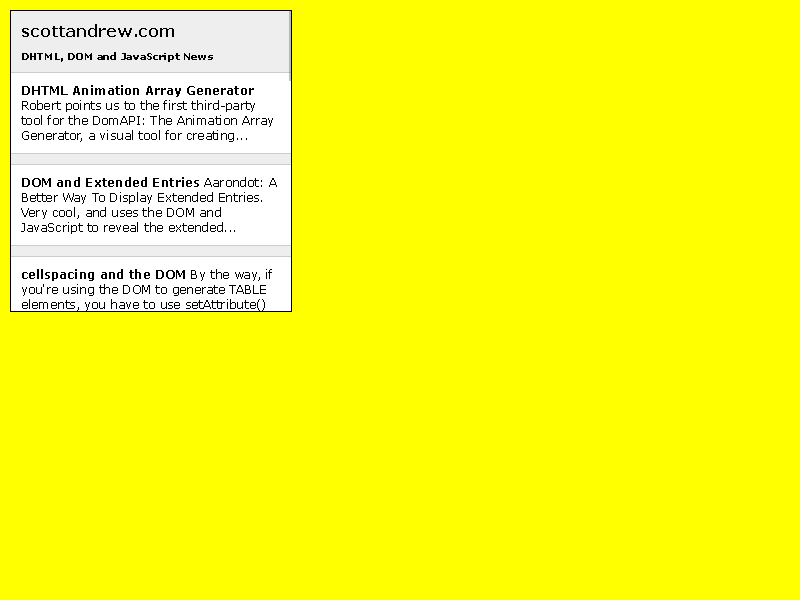 scottandrew.com
DHTML, DOM and JavaScript News
DHTML Animation Array Generator
Robert points us to the first third-party
tool for the DomAPI: The Animation Array
Generator, a visual tool for creating...
DOM and Extended Entries Aarondot: A
Better Way To Display Extended Entries.
Very cool, and uses the DOM and
JavaScript to reveal the extended...
cellspacing and the DOM By the way, if
you're using the DOM to generate TABLE
elements, you have to use setAttribute()